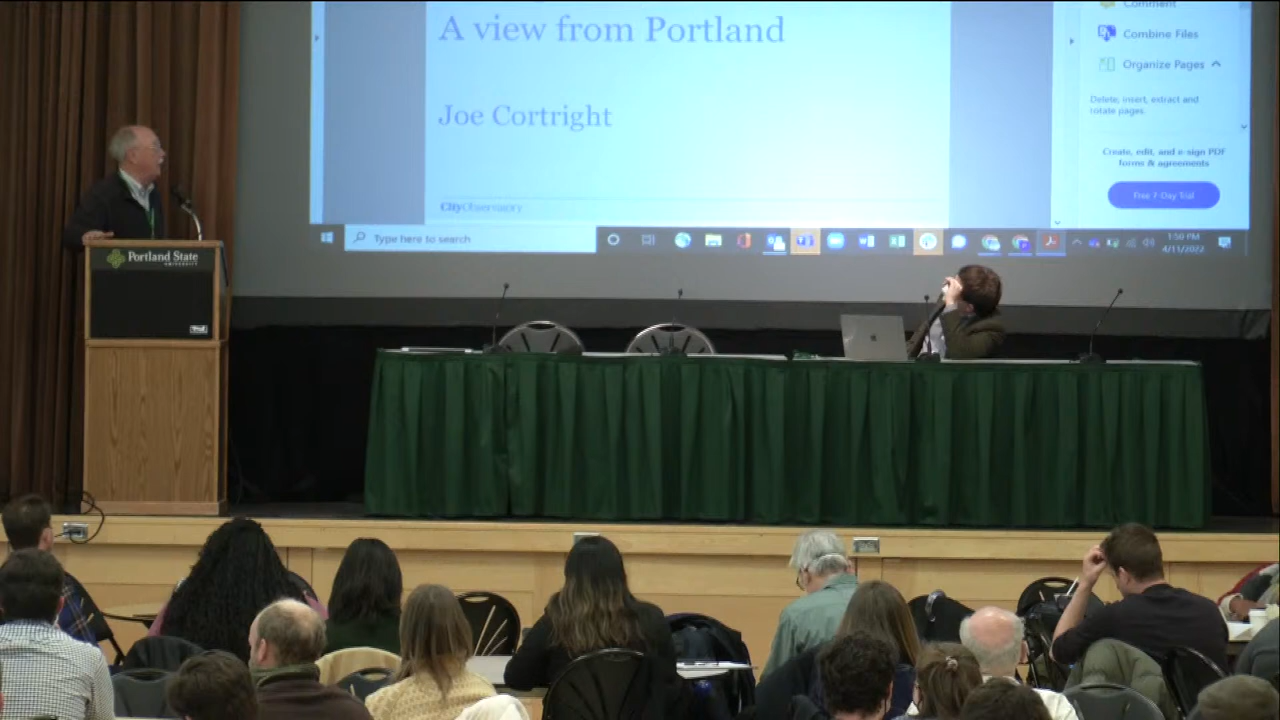 A view from Portland
Joe Cortright
CityObservatory
Comment
Combine Files
Organize Pages
Delete, insert, extract and
rotate pages.
Create, edit, and e-sign PDF
forms & agreements
Free 7-Day Trial
Type here to search
1:50 PM
4/11/2022
Portland State
UNIVERSITY